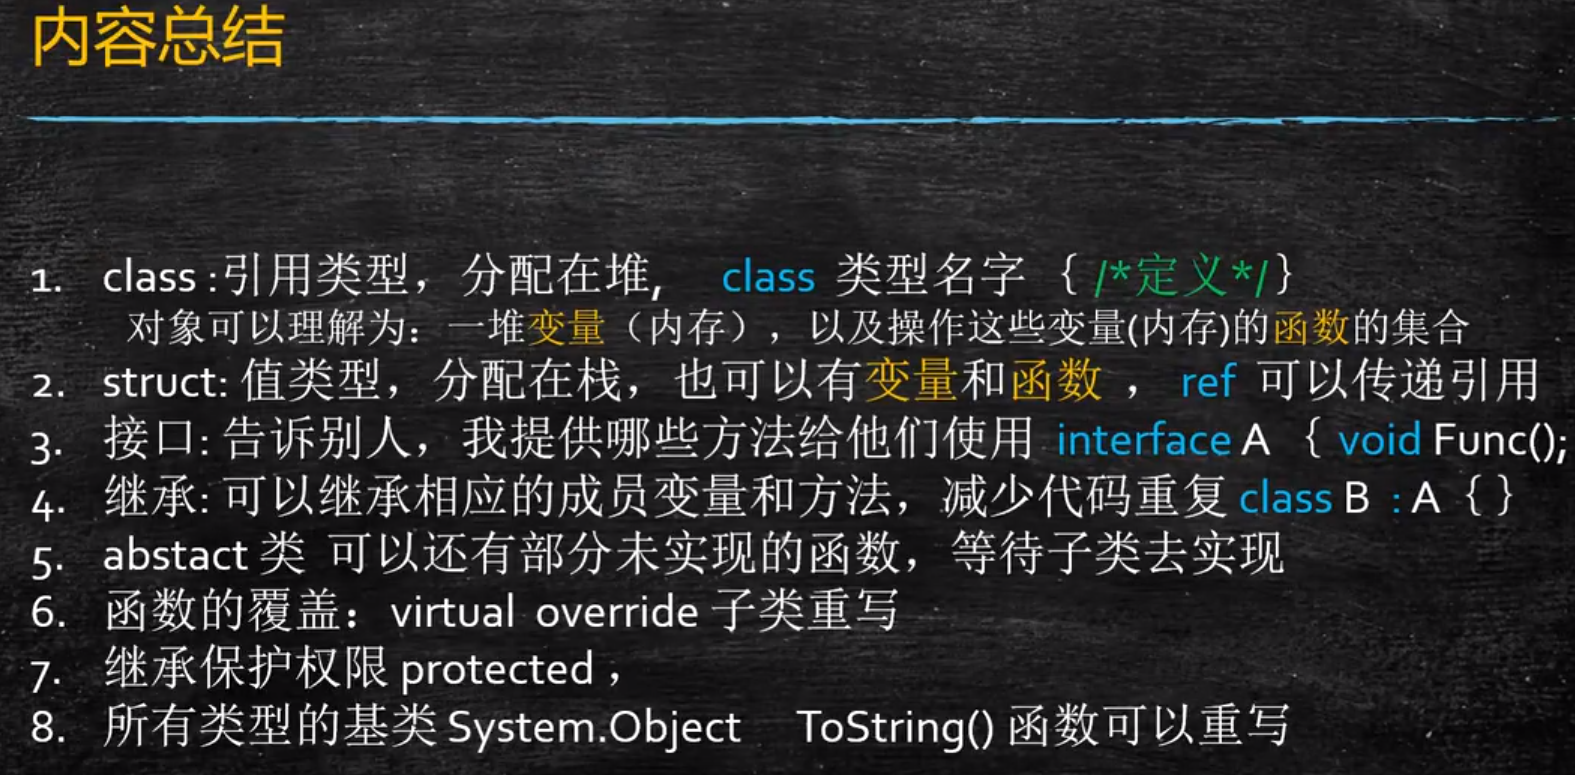 内容总结
1. class :引用类型，分配在堆, class 类型名字 { /*定义*/ }
对象可以理解为：一堆变量（内存），以及操作这些变量(内存)的函数的集合
2. struct: 值类型，分配在栈，也可以有变量和函数 ， ref 可以传递引用
3. 接口: 告诉别人，我提供哪些方法给他们使用 interface A { void Func();
4. 继承: 可以继承相应的成员变量和方法，减少代码重复 class B : A { }
5. abstact 类 可以还有部分未实现的函数，等待子类去实现
6. 函数的覆盖：virtual override 子类重写
7. 继承保护权限 protected ，
8. 所有类型的基类 System.Object ToString() 函数可以重写